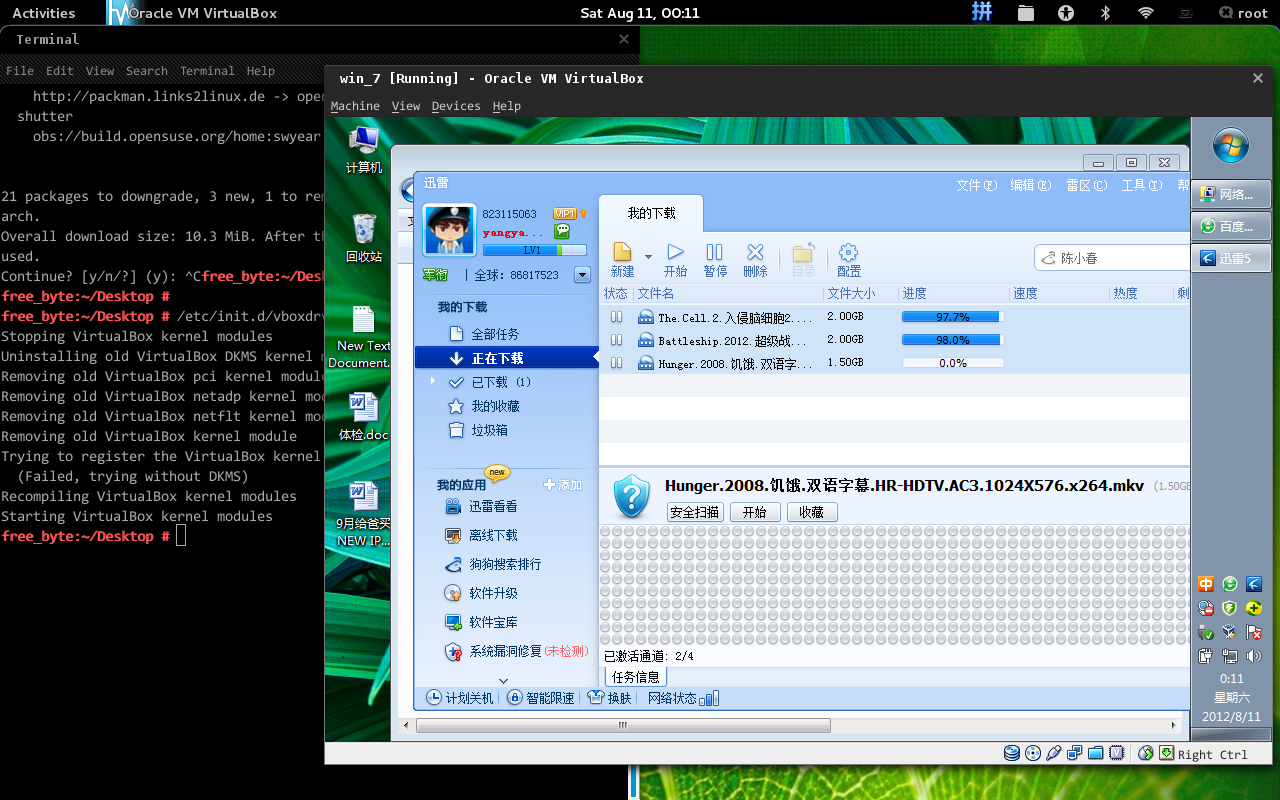 Activities
Oracle VM VirtualBox
Sat Aug 11, 00:11
拼
root
Terminal
File Edit View Search Terminal Help
http://packman.links2linux.de -> open
shutter
obs://build.opensuse.org/home:swyear
21 packages to downgrade, 3 new, 1 to
arch.
Overall download size: 10.3 MiB. After
used.
Continue? [y/n/?] (y): ^Cfree_byte:~/Desk
free_byte:~/Desktop #
free_byte:~/Desktop # /etc/init.d/vboxdrv
Stopping VirtualBox kernel modules
Uninstalling old VirtualBox DKMS kernel
Removing old VirtualBox pci kernel module
Removing old VirtualBox netadp kernel
Removing old VirtualBox netflt kernel
Removing old VirtualBox kernel module
Trying to register the VirtualBox kernel
(Failed, trying without DKMS)
Recompiling VirtualBox kernel modules
Starting VirtualBox kernel modules
free_byte:~/Desktop #
win_7 [Running] - Oracle VM VirtualBox
Machine View Devices Help
计算机
回收站
New Text
Document.
体检.doc
9月给爸买
NEW IP...
迅雷
文件(F) 编辑(E) 雷区(C) 工具(T) 帮
823115063 VIP1
yangya...
LV1
军衔 | 全球: 86817523
我的下载
新建 开始 暂停 删除 目录 配置
陈小春
状态 文件名 文件大小 进度 速度 热度 剩
The.Cell.2.入侵脑细胞2.... 2.00GB 97.7%
Battleship.2012.超级战... 2.00GB 98.0%
Hunger.2008.饥饿.双语字... 1.50GB 0.0%
我的下载
全部任务
正在下载
已下载 (1)
我的收藏
垃圾箱
new
我的应用 添加
迅雷看看
离线下载
狗狗搜索排行
软件升级
软件宝库
系统漏洞修复(未检测)
Hunger.2008.饥饿.双语字幕.HR-HDTV.AC3.1024X576.x264.mkv (1.50GB
安全扫描 开始 收藏
已激活通道: 2/4
任务信息
计划关机 智能限速 换肤 网络状态
网络...
百度...
迅雷5
中
0:11
星期六
2012/8/11
Right Ctrl